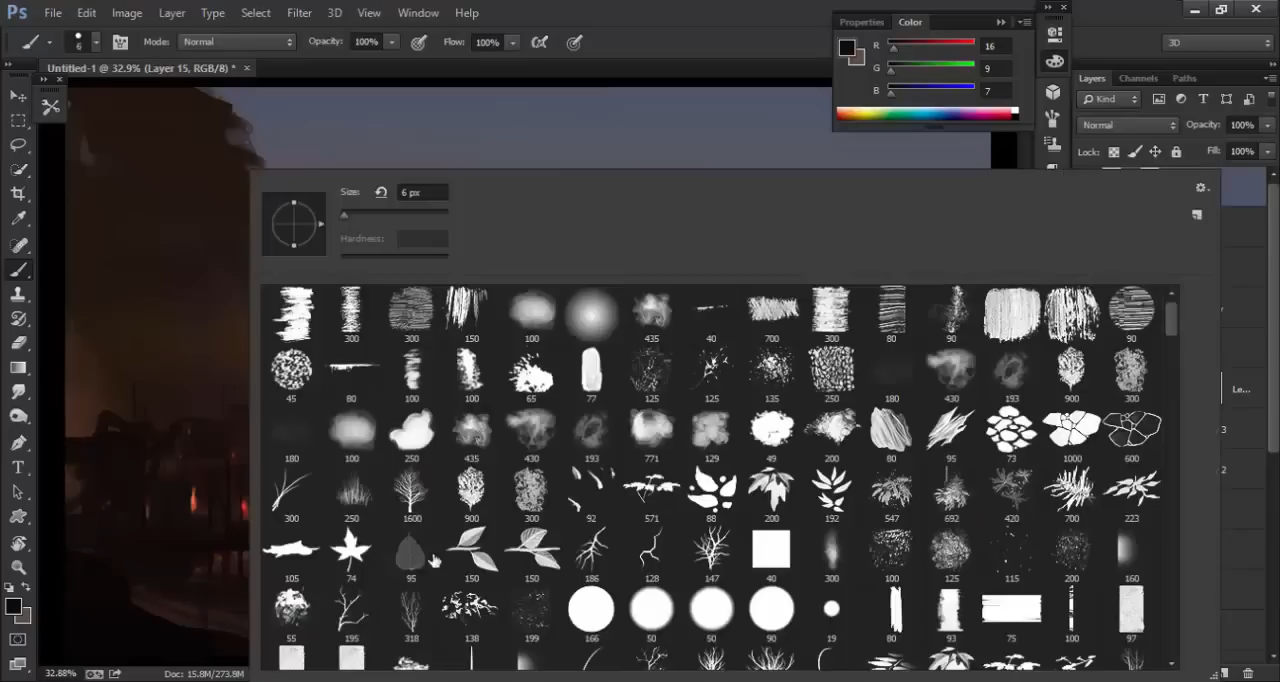 Ps File Edit Image Layer Type Select Filter 3D View Window Help
6 Mode: Normal Opacity: 100% Flow: 100%
Properties Color
R 16
G 9
B 7
3D
Untitled-1 @ 32.9% (Layer 15, RGB/8) * ×
Layers Channels Paths
Kind
Normal Opacity: 100%
Lock: Fill: 100%
Size: 6 px
Hardness:
300 300 150 100 435 40 300 80 90 90
45 80 100 100 65 77 125 125 135 250 180 430 193 900 300
180 100 250 435 430 193 771 129 49 200 80 95 73 1000 600
300 250 1600 900 300 92 571 88 200 192 547 692 420 700 223
105 74 95 150 150 186 128 147 40 300 100 125 115 200 160
55 195 318 138 199 166 50 50 90 19 80 93 75 100 97
Le...
3
2
32.88% Doc: 15.8M/273.8M